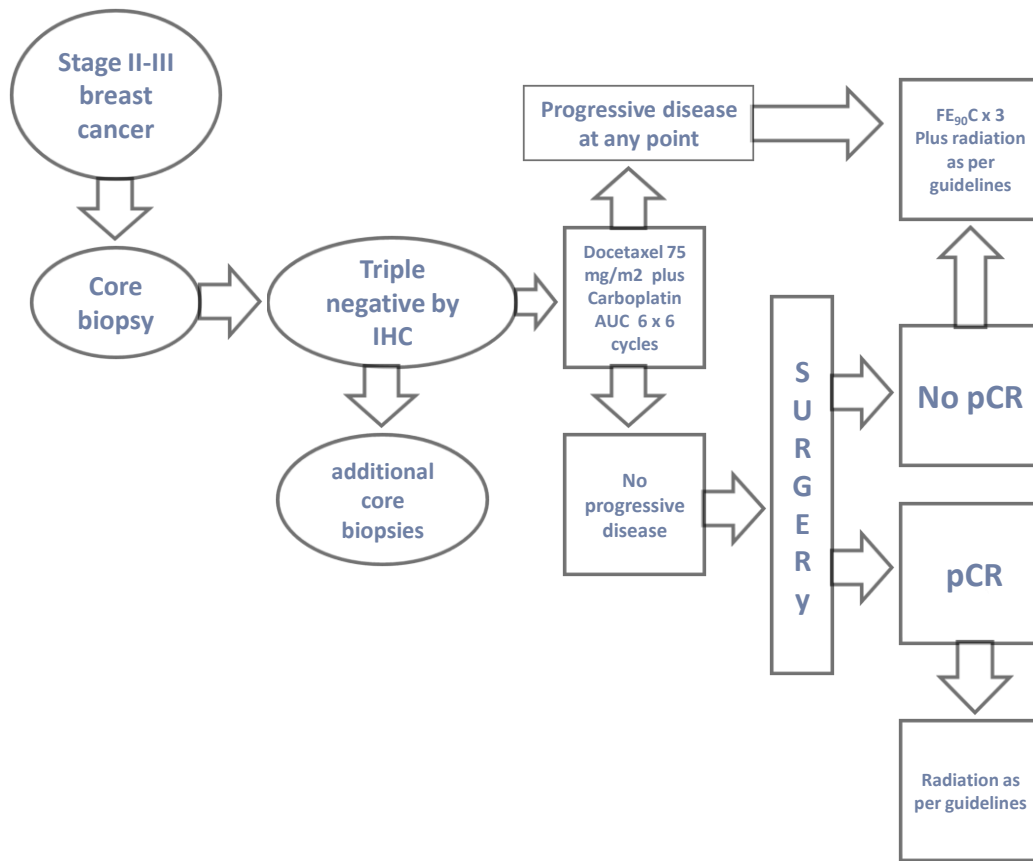 Stage II-III
breast
cancer
Core
biopsy
Triple
negative by
IHC
additional
core
biopsies
Progressive disease
at any point
Docetaxel 75
mg/m2 plus
Carboplatin
AUC 6 x 6
cycles
No
progressive
disease
S
U
R
G
E
R
y
FE₉₀C x 3
Plus radiation
as per
guidelines
No pCR
pCR
Radiation as
per guidelines